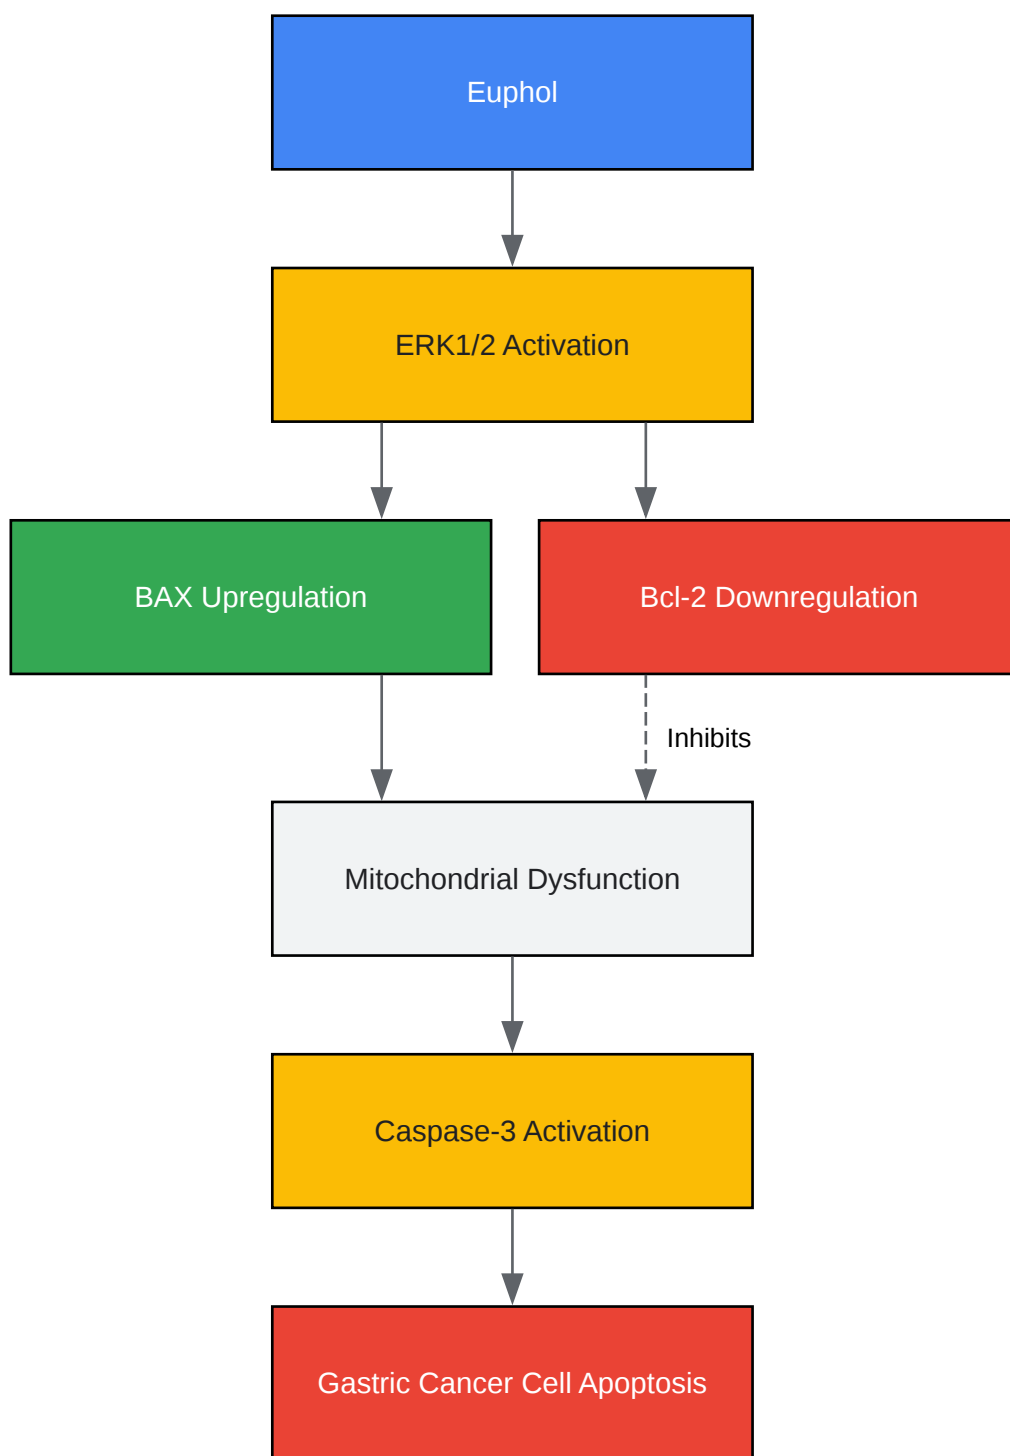 Euphol
ERK1/2 Activation
BAX Upregulation
Bcl-2 Downregulation
Inhibits
Mitochondrial Dysfunction
Caspase-3 Activation
Gastric Cancer Cell Apoptosis